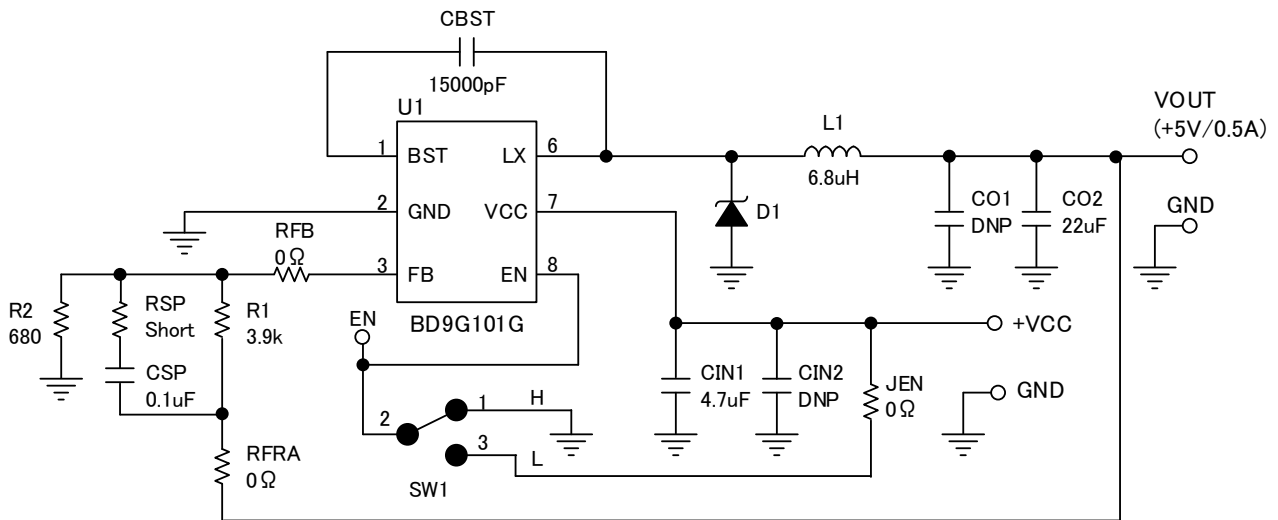 CBST
15000pF
U1
1
BST
LX
6
2
GND
VCC
7
3
FB
EN
8
BD9G101G
L1
6.8uH
VOUT
(+5V/0.5A)
D1
CO1
DNP
CO2
22uF
GND
RFB
0Ω
R2
680
RSP
Short
R1
3.9k
CSP
0.1uF
RFRA
0Ω
EN
2
1
H
3
L
SW1
+VCC
CIN1
4.7uF
CIN2
DNP
JEN
0Ω
GND